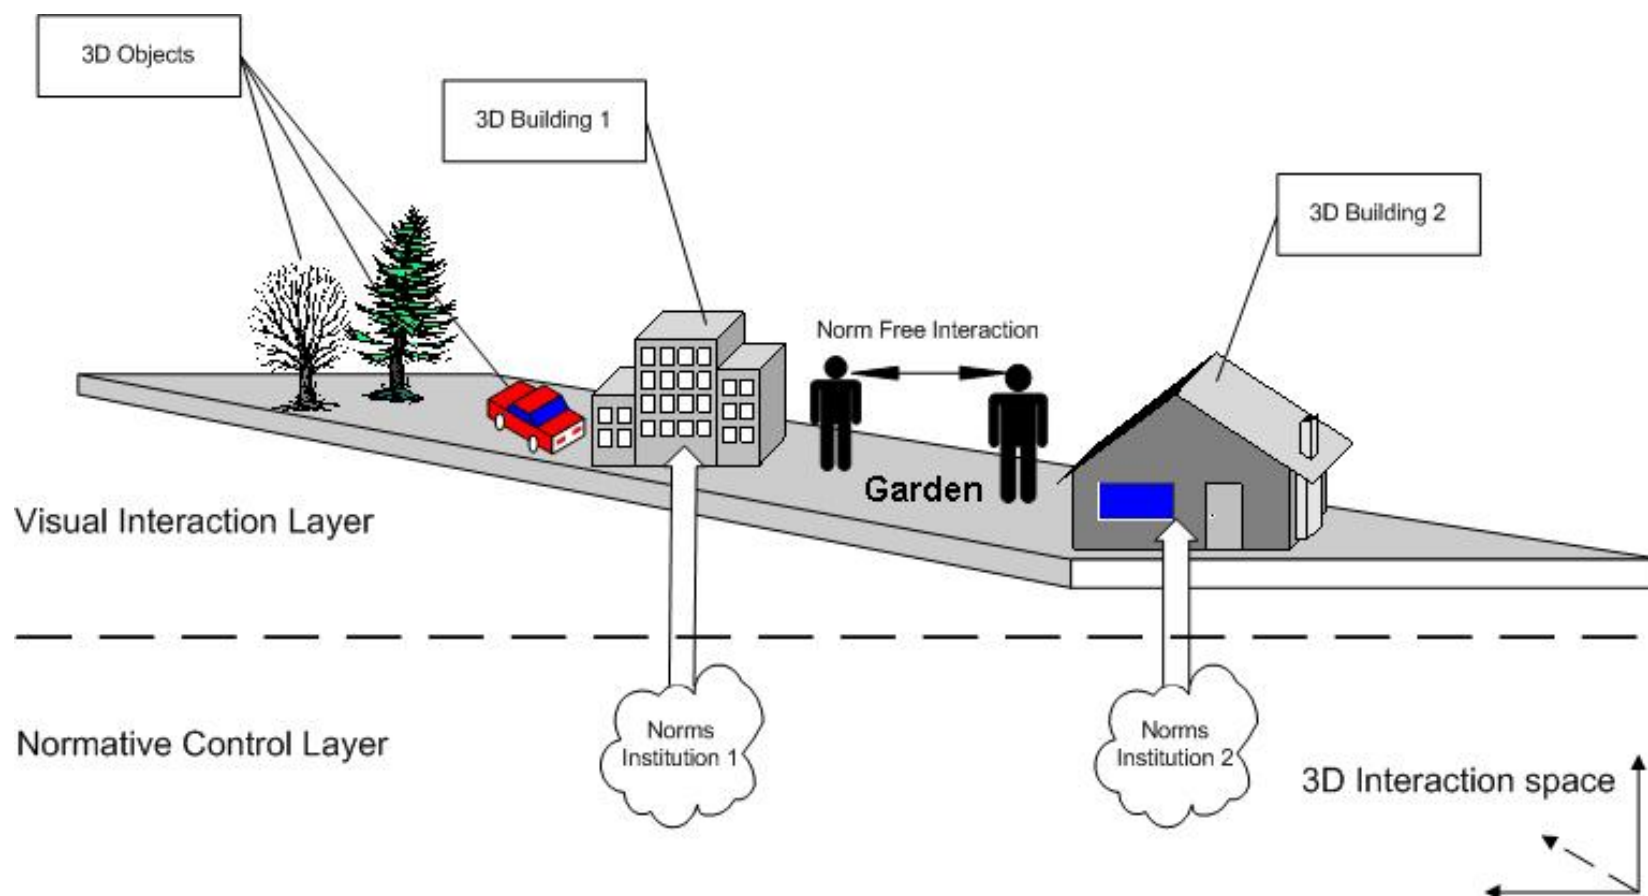 3D Objects
3D Building 1
3D Building 2
Norm Free Interaction
Garden
Visual Interaction Layer
Normative Control Layer
Norms
Institution 1
Norms
Institution 2
3D Interaction space